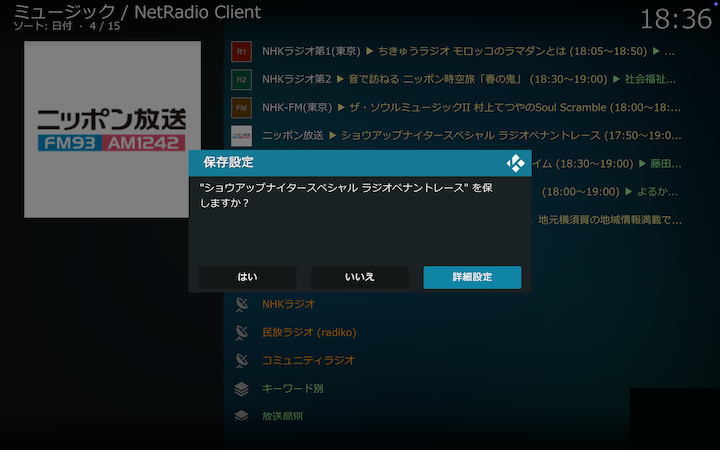 ミュージック / NetRadio Client
ソート: 日付 ・ 4 / 15
18:36
ニッポン放送
FM93 AM1242
R1 NHKラジオ第1(東京) ▶ ちきゅうラジオ モロッコのラマダンとは (18:05〜18:50) ▶ ...
R2 NHKラジオ第2 ▶ 音で訪ねる ニッポン時空旅「春の鬼」 (18:30〜19:00) ▶ 社会福祉...
FM NHK-FM(東京) ▶ ザ・ソウルミュージックII 村上てつやのSoul Scramble (18:00〜18:...
ニッポン放送 ▶ ショウアップナイタースペシャル ラジオペナントレース (17:50〜19:0...
イム (18:30〜19:00) ▶ 藤田...
(18:00〜19:00) ▶ よるか...
地元横須賀の地域情報満載で...
保存設定
"ショウアップナイタースペシャル ラジオペナントレース" を保
しますか？
はい
いいえ
詳細設定
NHKラジオ
民放ラジオ (radiko)
コミュニティラジオ
キーワード別
放送局別